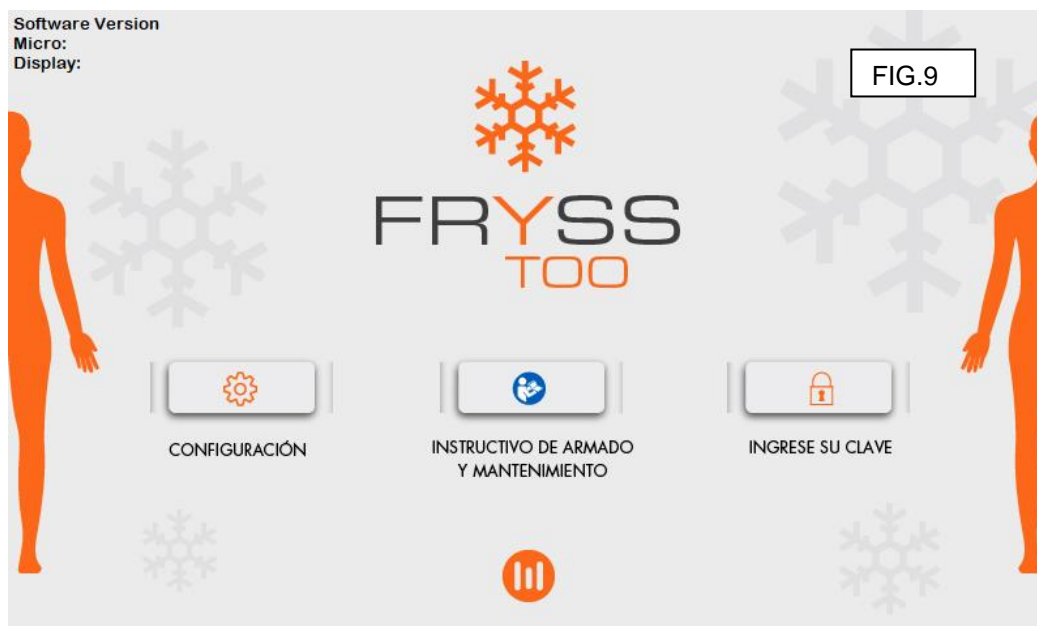 Software Version
Micro:
Display:
FIG.9
FRYSS
TOO
CONFIGURACIÓN
INSTRUCTIVO DE ARMADO
Y MANTENIMIENTO
INGRESE SU CLAVE